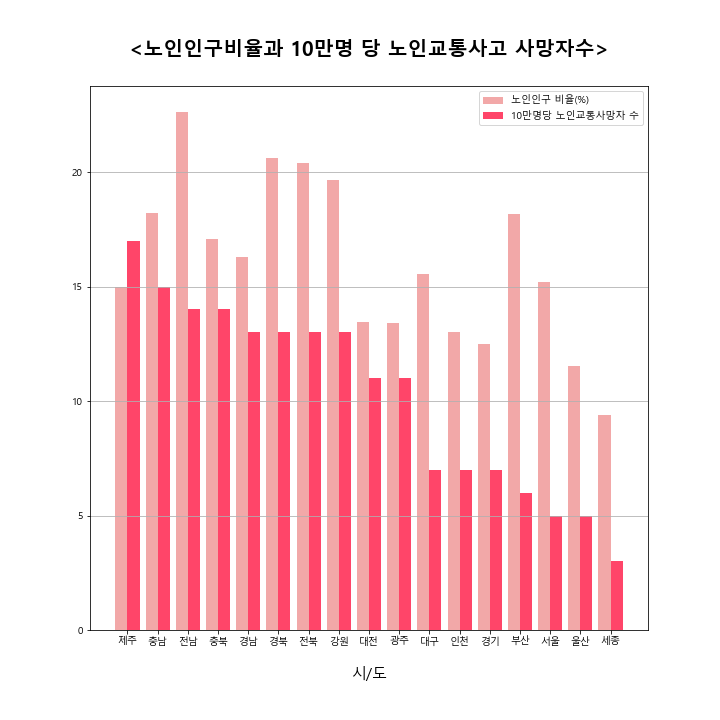 <노인인구비율과 10만명 당 노인교통사고 사망자수>
노인인구 비율(%)
10만명당 노인교통사망자 수
20
15
10
5
0
제주 충남 전남 충북 경남 경북 전북 강원 대전 광주 대구 인천 경기 부산 서울 울산 세종
시/도